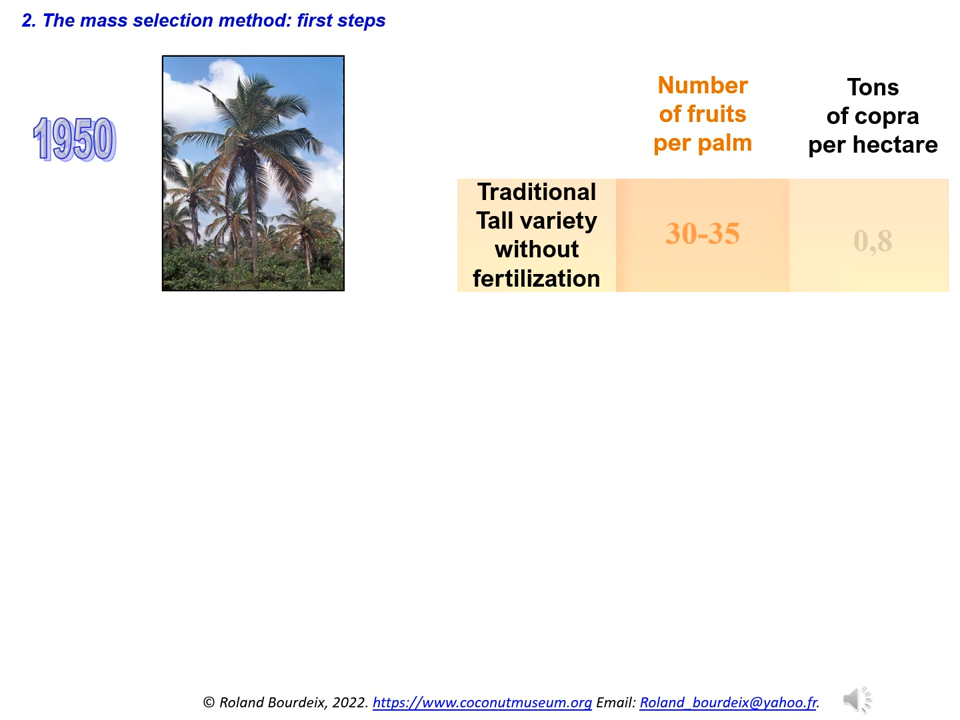 2. The mass selection method: first steps
1950
Number
of fruits
per palm
Tons
of copra
per hectare
Traditional
Tall variety
without
fertilization
30-35
0,8
© Roland Bourdeix, 2022. https://www.coconutmuseum.org Email: Roland_bourdeix@yahoo.fr.